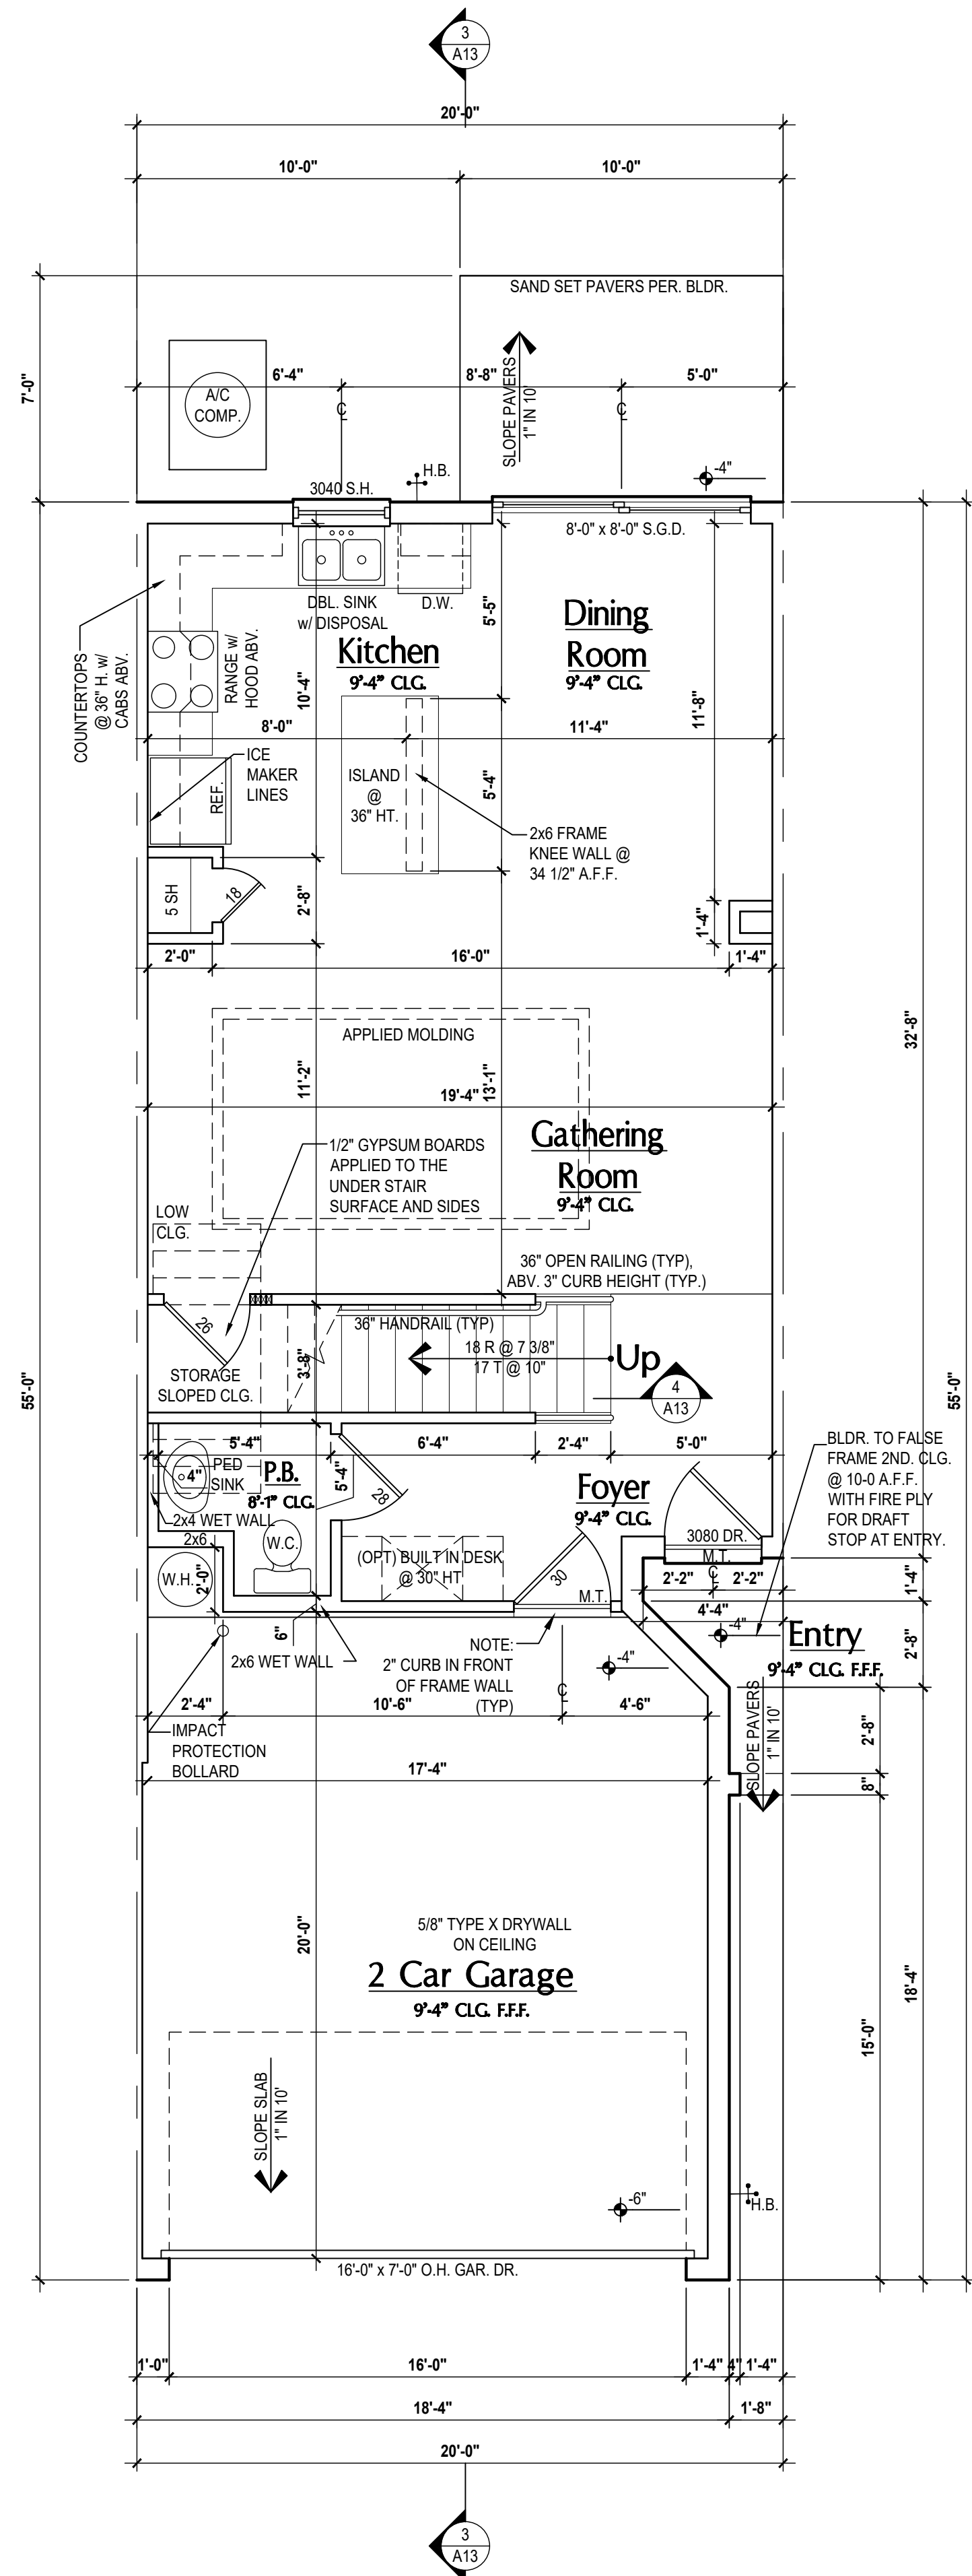 3
A13
20'-0"
10'-0"
10'-0"
SAND SET PAVERS PER. BLDR.
7'-0"
A/C
COMP.
6'-4"
8'-8"
5'-0"
SLOPE PAVERS
1" IN 10'
H.B.
-4"
3040 S.H.
8'-0" x 8'-0" S.G.D.
DBL. SINK
w/ DISPOSAL
D.W.
5'-5"
Dining
Room
9'-4" CLG.
Kitchen
9'-4" CLG.
COUNTERTOPS
@ 36" H. w/
CABS ABV.
RANGE w/
HOOD ABV.
10'-4"
11'-8"
8'-0"
11'-4"
ICE
MAKER
LINES
REF.
ISLAND
@
36" HT.
5'-4"
2x6 FRAME
KNEE WALL @
34 1/2" A.F.F.
5 SH
18
2'-8"
1'-4"
2'-0"
16'-0"
1'-4"
32'-8"
APPLIED MOLDING
11'-2"
13'-1"
19'-4"
Gathering
Room
9'-4" CLG.
1/2" GYPSUM BOARDS
APPLIED TO THE
UNDER STAIR
SURFACE AND SIDES
LOW
CLG.
36" OPEN RAILING (TYP),
ABV. 3" CURB HEIGHT (TYP.)
26
36" HANDRAIL (TYP)
3'-8"
18 R @ 7 3/8"
17 T @ 10"
Up
STORAGE
SLOPED CLG.
4
A13
55'-0"
55'-0"
5'-4"
6'-4"
2'-4"
5'-0"
BLDR. TO FALSE
FRAME 2ND. CLG.
@ 10-0 A.F.F.
WITH FIRE PLY
FOR DRAFT
STOP AT ENTRY.
4"
PED
SINK
P.B.
8'-1" CLG.
5'-4"
28
Foyer
9'-4" CLG.
2x4 WET WALL
2x6
W.C.
3080 DR.
M.T.
W.H.
2'-0"
(OPT) BUILT IN DESK
@ 30" HT
30
M.T.
2'-2"
2'-2"
1'-4"
4'-4"
-4"
Entry
9'-4" CLG. F.F.F.
2'-8"
6"
2x6 WET WALL
NOTE:
2" CURB IN FRONT
OF FRAME WALL
(TYP)
-4"
2'-4"
10'-6"
4'-6"
SLOPE PAVERS
1" IN 10'
2'-8"
IMPACT
PROTECTION
BOLLARD
17'-4"
8"
20'-0"
5/8" TYPE X DRYWALL
ON CEILING
2 Car Garage
9'-4" CLG. F.F.F.
18'-4"
15'-0"
SLOPE SLAB
1" IN 10'
-6"
H.B.
16'-0" x 7'-0" O.H. GAR. DR.
1'-0"
16'-0"
1'-4"
4"
1'-4"
18'-4"
1'-8"
20'-0"
3
A13